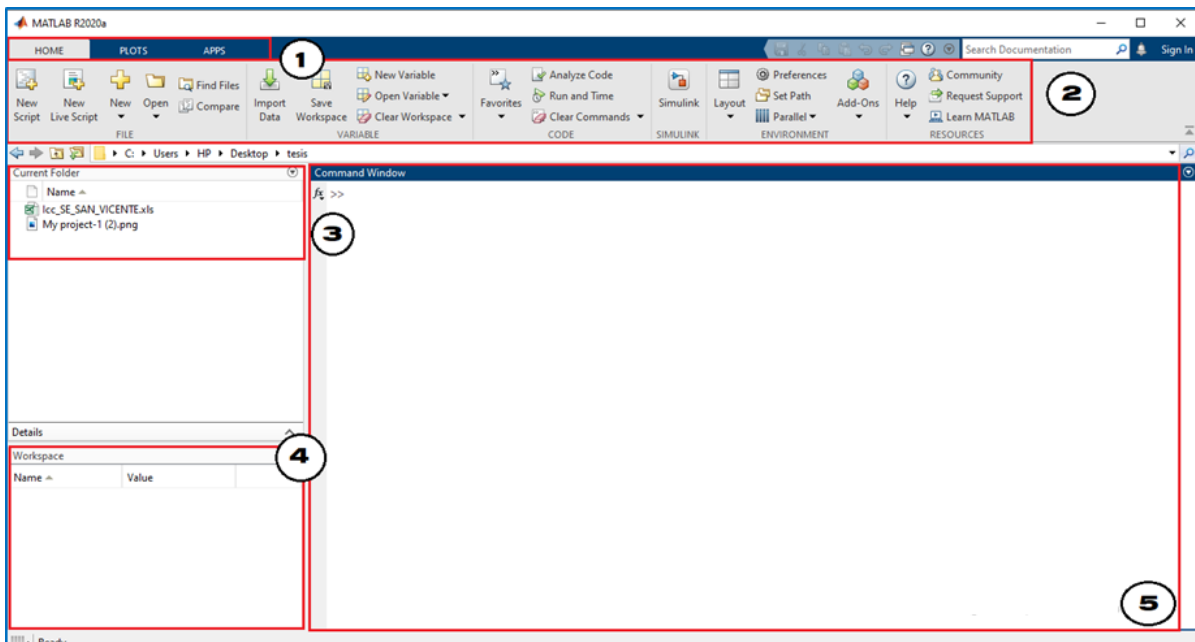 MATLAB R2020a
HOME PLOTS APPS 1 Search Documentation Sign In
New Script New Live Script New Open Find Files Compare Import Data Save Workspace New Variable Open Variable Clear Workspace Favorites Analyze Code Run and Time Clear Commands Simulink Layout Preferences Set Path Parallel Add-Ons Help Community Request Support Learn MATLAB 2
FILE VARIABLE CODE SIMULINK ENVIRONMENT RESOURCES
C: Users HP Desktop tesis
Current Folder
Name
Icc_SE_SAN_VICENTE.xls
My project-1 (2).png
3
Command Window
fx >>
Details
Workspace 4
Name Value
5
Ready